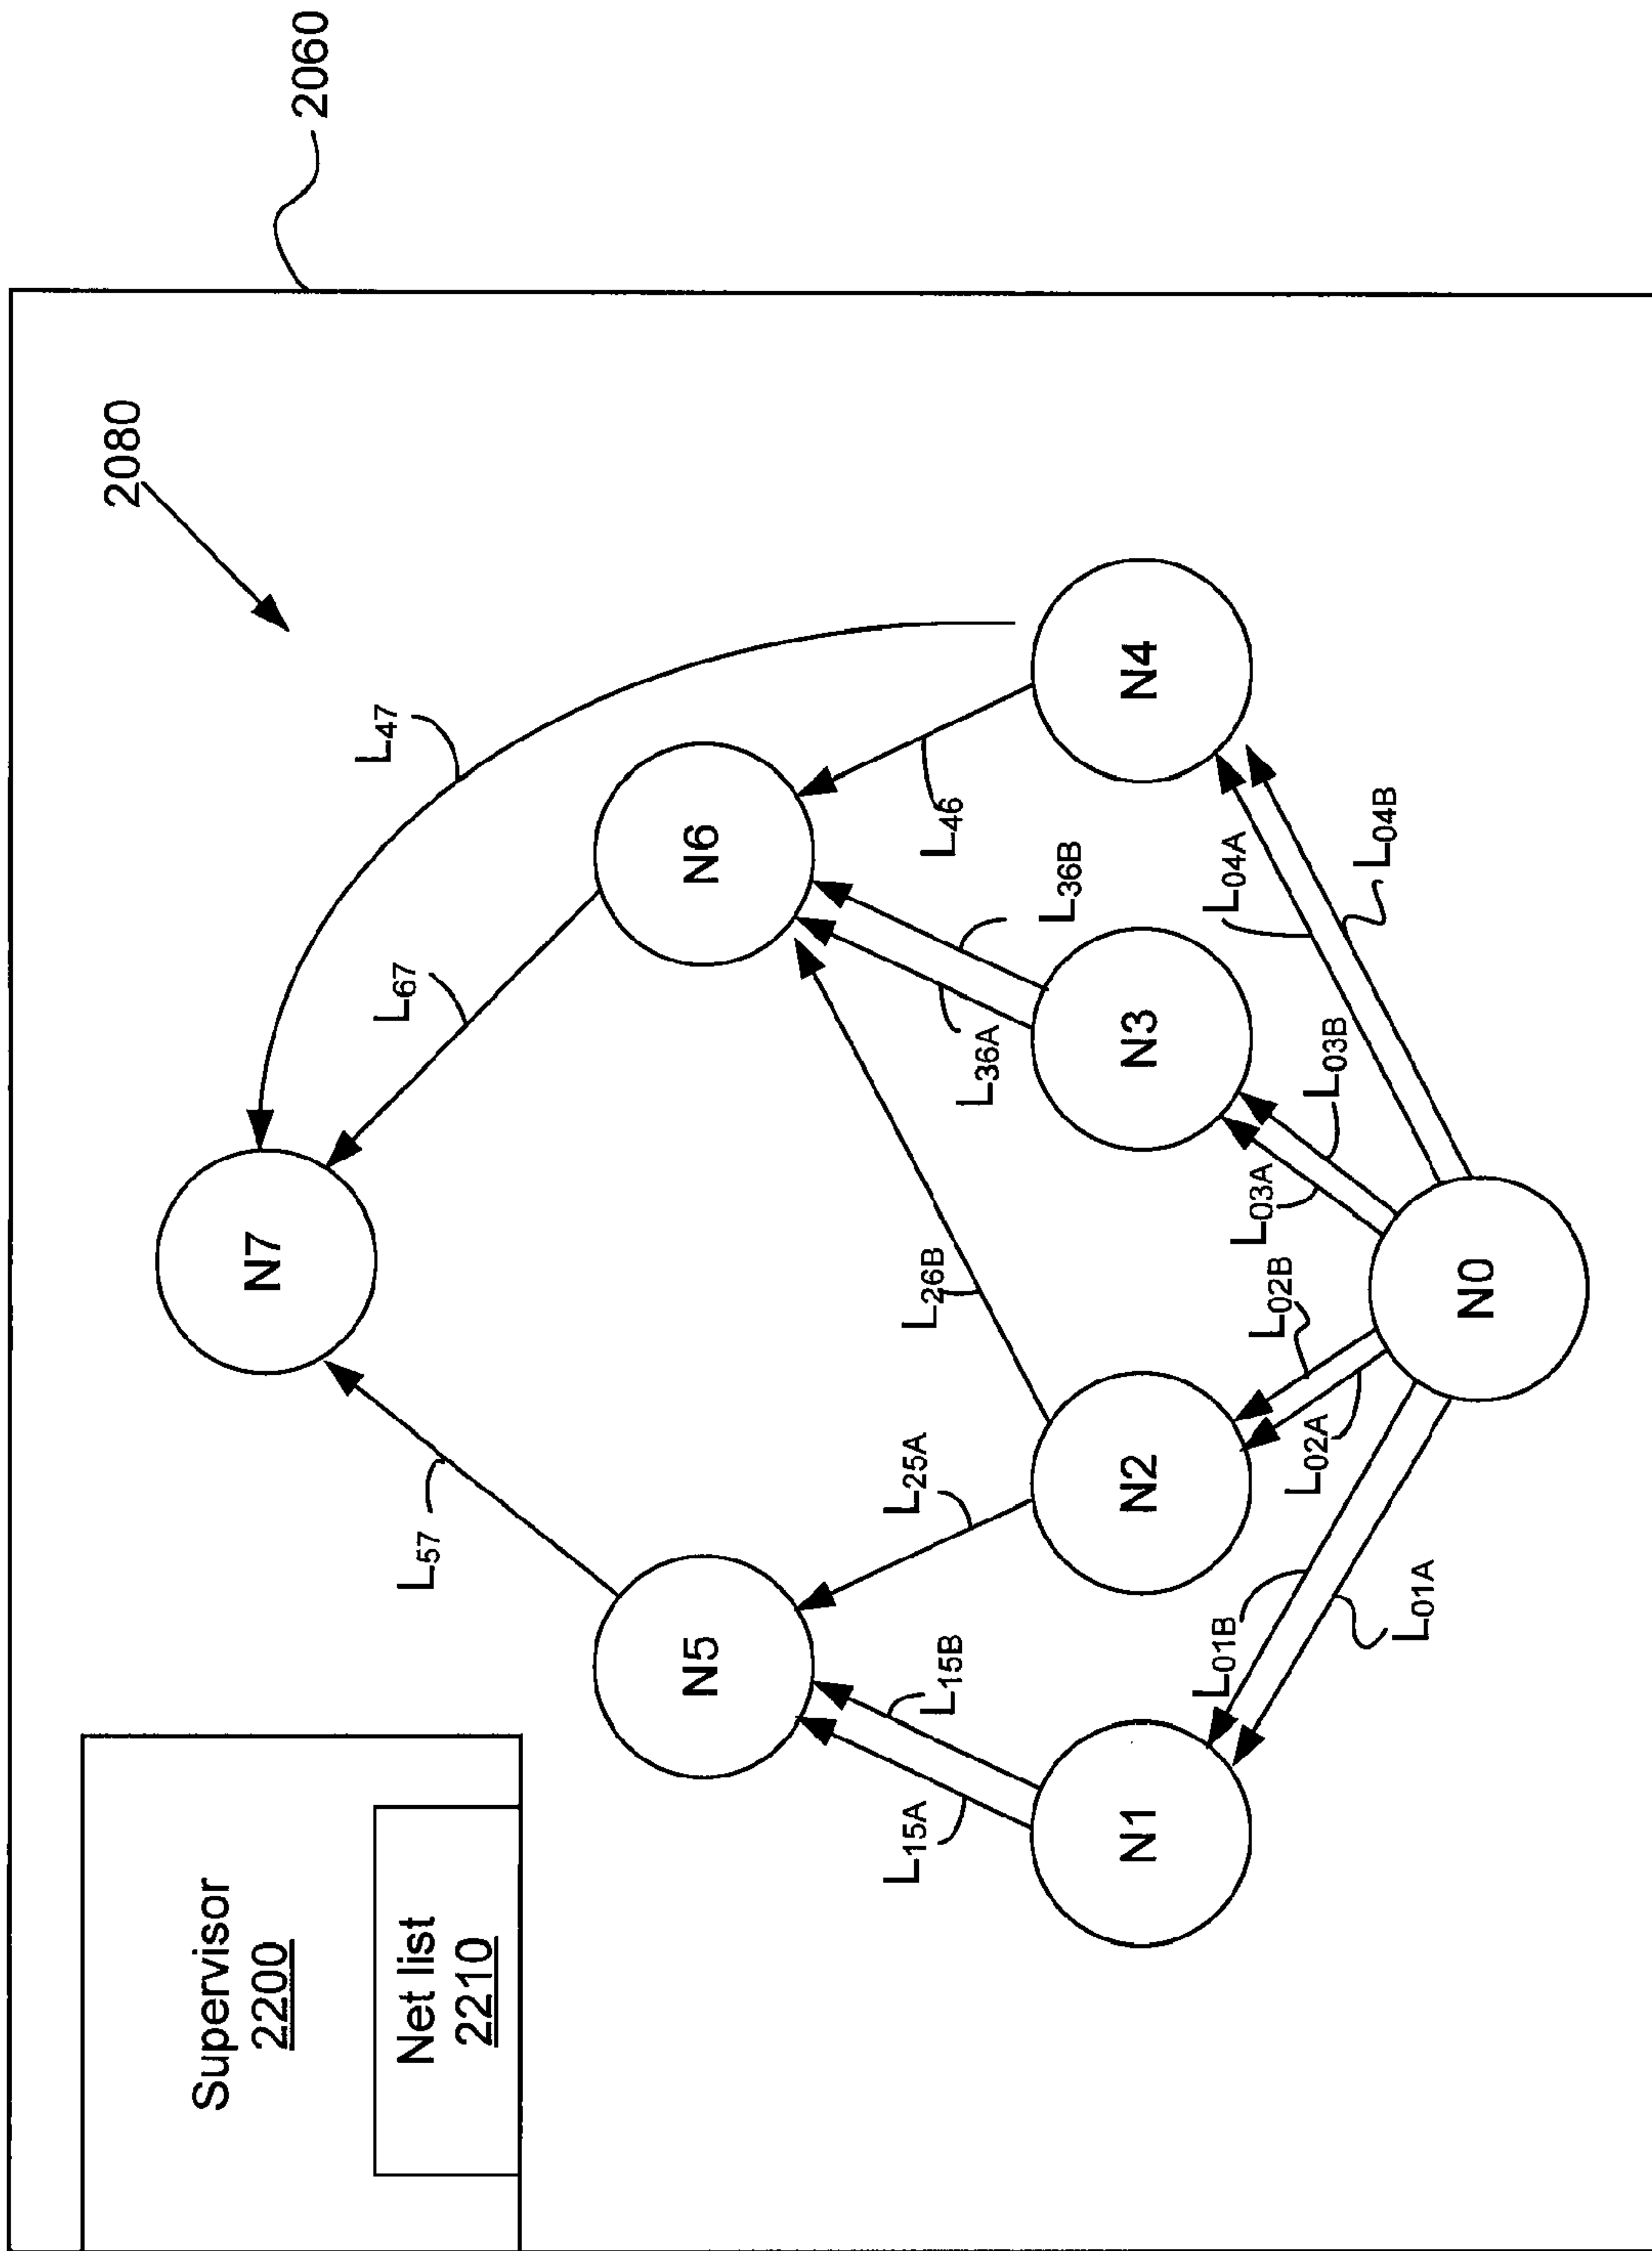 2060
2080
Supervisor
2200
Net list
2210
N7
L47
L67
L57
N5
N6
L15A
L15B
L25A
L26B
L36A
L36B
L46
N1
N2
N3
N4
L01B
L01A
L02A
L02B
L03A
L03B
L04A
L04B
N0